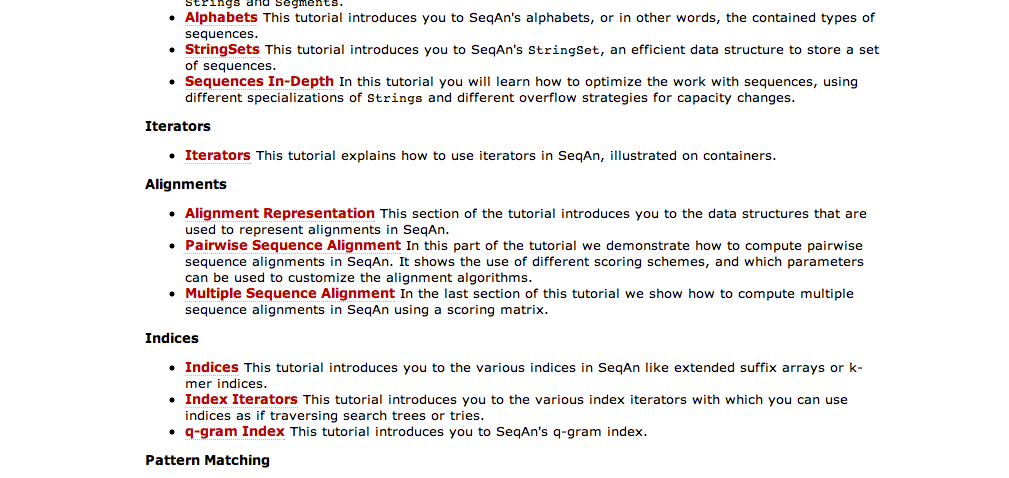 Strings and Segments.
• Alphabets This tutorial introduces you to SeqAn's alphabets, or in other words, the contained types of
sequences.
• StringSets This tutorial introduces you to SeqAn's StringSet, an efficient data structure to store a set
of sequences.
• Sequences In-Depth In this tutorial you will learn how to optimize the work with sequences, using
different specializations of Strings and different overflow strategies for capacity changes.
Iterators
• Iterators This tutorial explains how to use iterators in SeqAn, illustrated on containers.
Alignments
• Alignment Representation This section of the tutorial introduces you to the data structures that are
used to represent alignments in SeqAn.
• Pairwise Sequence Alignment In this part of the tutorial we demonstrate how to compute pairwise
sequence alignments in SeqAn. It shows the use of different scoring schemes, and which parameters
can be used to customize the alignment algorithms.
• Multiple Sequence Alignment In the last section of this tutorial we show how to compute multiple
sequence alignments in SeqAn using a scoring matrix.
Indices
• Indices This tutorial introduces you to the various indices in SeqAn like extended suffix arrays or k-
mer indices.
• Index Iterators This tutorial introduces you to the various index iterators with which you can use
indices as if traversing search trees or tries.
• q-gram Index This tutorial introduces you to SeqAn's q-gram index.
Pattern Matching